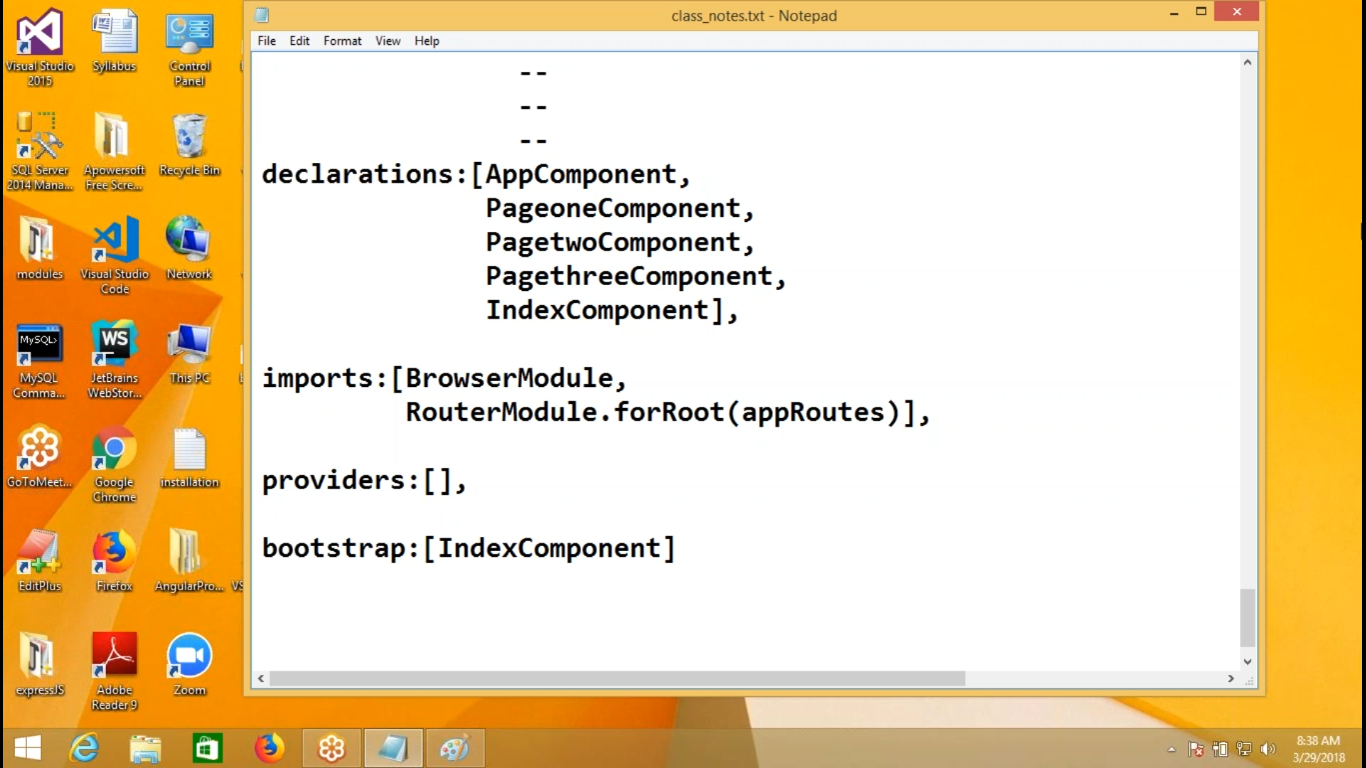 class_notes.txt - Notepad
File Edit Format View Help
--
--
--
declarations:[AppComponent,
PageoneComponent,
PagetwoComponent,
PagethreeComponent,
IndexComponent],
imports:[BrowserModule,
RouterModule.forRoot(appRoutes)],
providers:[],
bootstrap:[IndexComponent]
Visual Studio
2015
Syllabus
Control
Panel
SQL Server
2014 Mana...
Apowersoft
Free Scre...
Recycle Bin
modules
Visual Studio
Code
Network
MySQL>
MySQL
Comma...
WS
JetBrains
WebStor...
This PC
GoToMeet...
Google
Chrome
installation
EditPlus
Firefox
AngularPro...
VS
expressJS
Adobe
Reader 9
Zoom
8:38 AM
3/29/2018